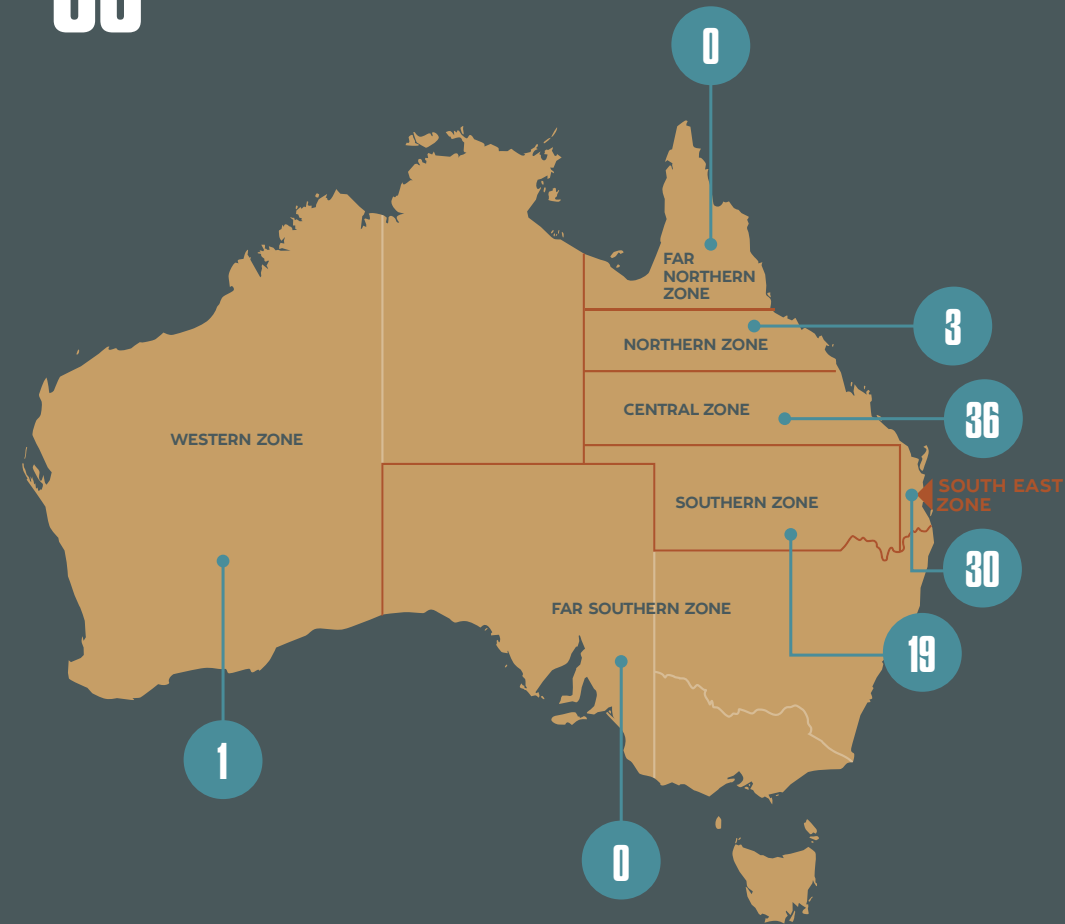 0
FAR
NORTHERN
ZONE
3
NORTHERN ZONE
36
CENTRAL ZONE
WESTERN ZONE
SOUTH EAST
ZONE
SOUTHERN ZONE
30
FAR SOUTHERN ZONE
19
1
0